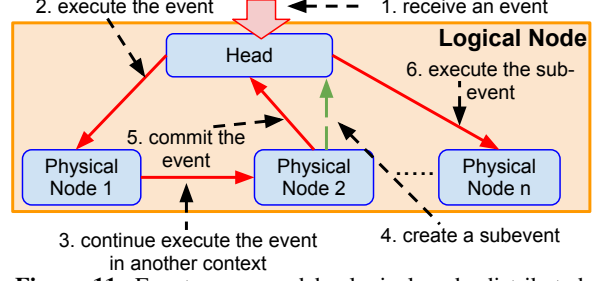 2. execute the event
1. receive an event
Logical Node
Head
6. execute the sub-
event
5. commit the
event
Physical
Node 1
Physical
Node 2
......
Physical
Node n
3. continue execute the event
in another context
4. create a subevent